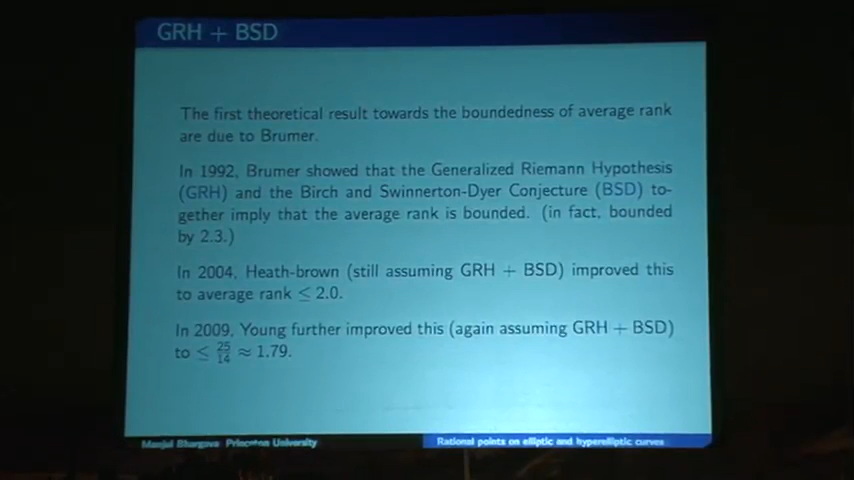 GRH + BSD
The first theoretical result towards the boundedness of average rank
are due to Brumer.
In 1992, Brumer showed that the Generalized Riemann Hypothesis
(GRH) and the Birch and Swinnerton-Dyer Conjecture (BSD) to-
gether imply that the average rank is bounded. (in fact, bounded
by 2.3.)
In 2004, Heath-brown (still assuming GRH + BSD) improved this
to average rank ≤ 2.0.
In 2009, Young further improved this (again assuming GRH + BSD)
to ≤ 25/14 ≈ 1.79.
Manjul Bhargava Princeton University
Rational points on elliptic and hyperelliptic curves